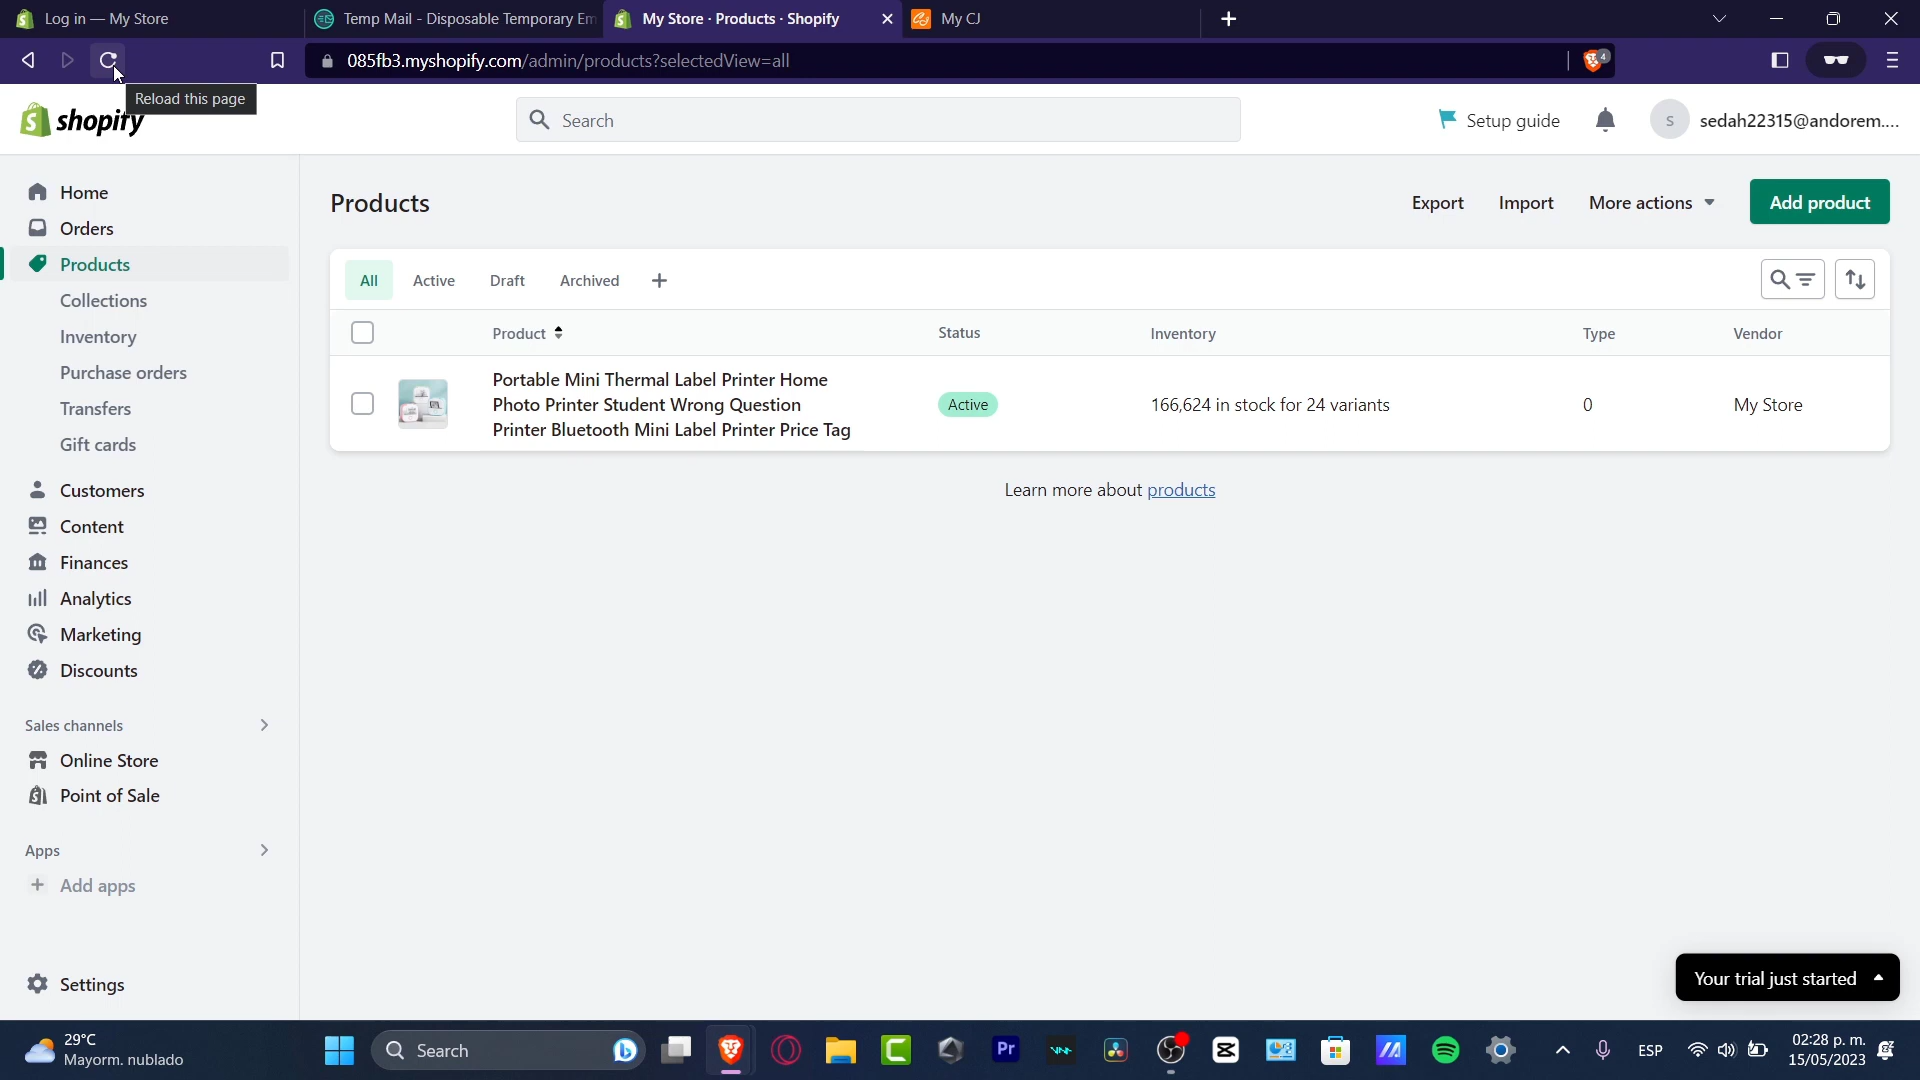 Log in — My Store
Temp Mail - Disposable Temporary Em
My Store · Products · Shopify
My CJ
085fb3.myshopify.com/admin/products?selectedView=all
4
Reload this page
shopify
Search
Setup guide
s
sedah22315@andorem....
Home
Orders
Products
Collections
Inventory
Purchase orders
Transfers
Gift cards
Customers
Content
Finances
Analytics
Marketing
Discounts
Sales channels
Online Store
Point of Sale
Apps
Add apps
Settings
Products
Export
Import
More actions
Add product
All
Active
Draft
Archived
Product
Status
Inventory
Type
Vendor
Portable Mini Thermal Label Printer Home
Photo Printer Student Wrong Question
Printer Bluetooth Mini Label Printer Price Tag
Active
166,624 in stock for 24 variants
0
My Store
Learn more about products
Your trial just started
29°C
Mayorm. nublado
Search
Pr
ESP
02:28 p. m.
15/05/2023